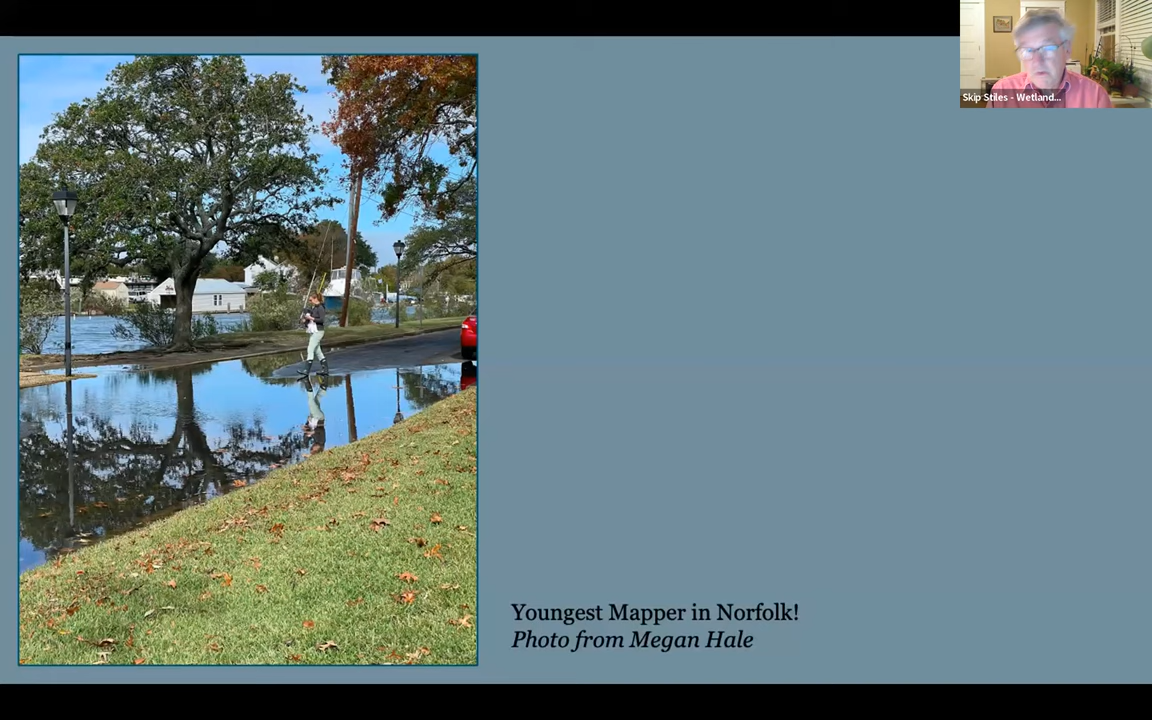 Skip Stiles - Wetland...
Youngest Mapper in Norfolk!
Photo from Megan Hale